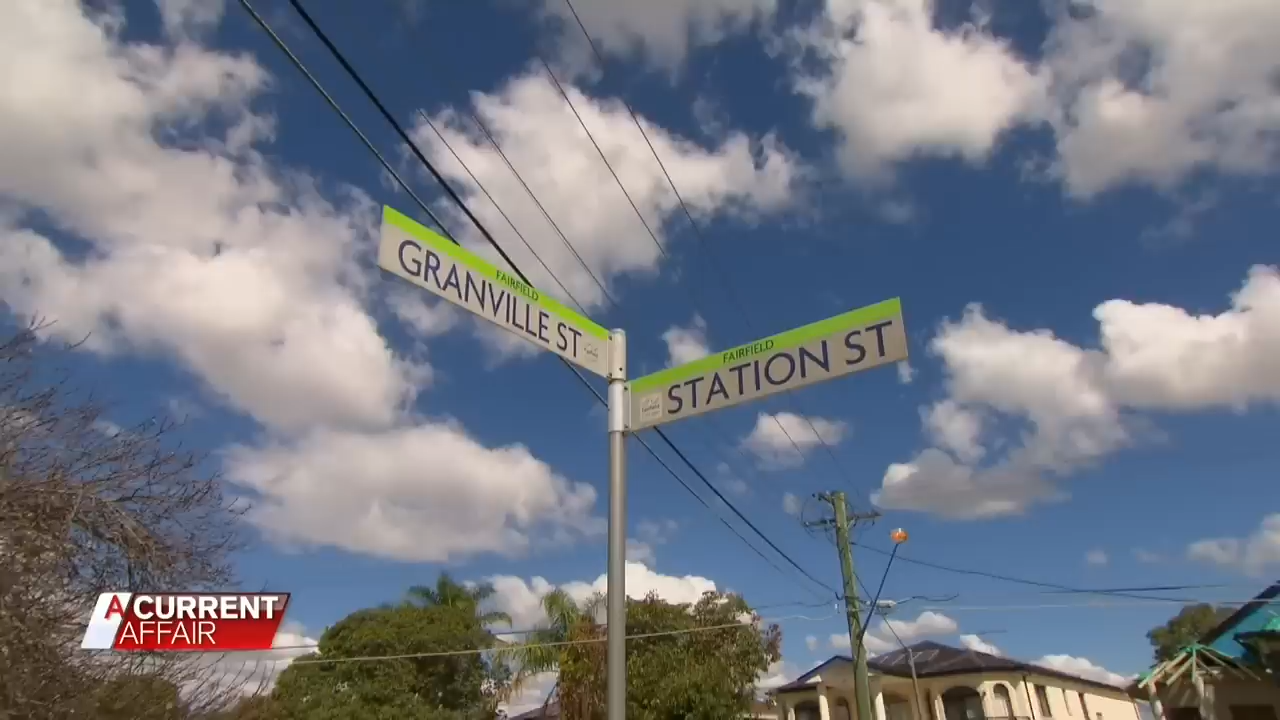 FAIRFIELD
GRANVILLE ST
FAIRFIELD
STATION ST
A CURRENT
AFFAIR